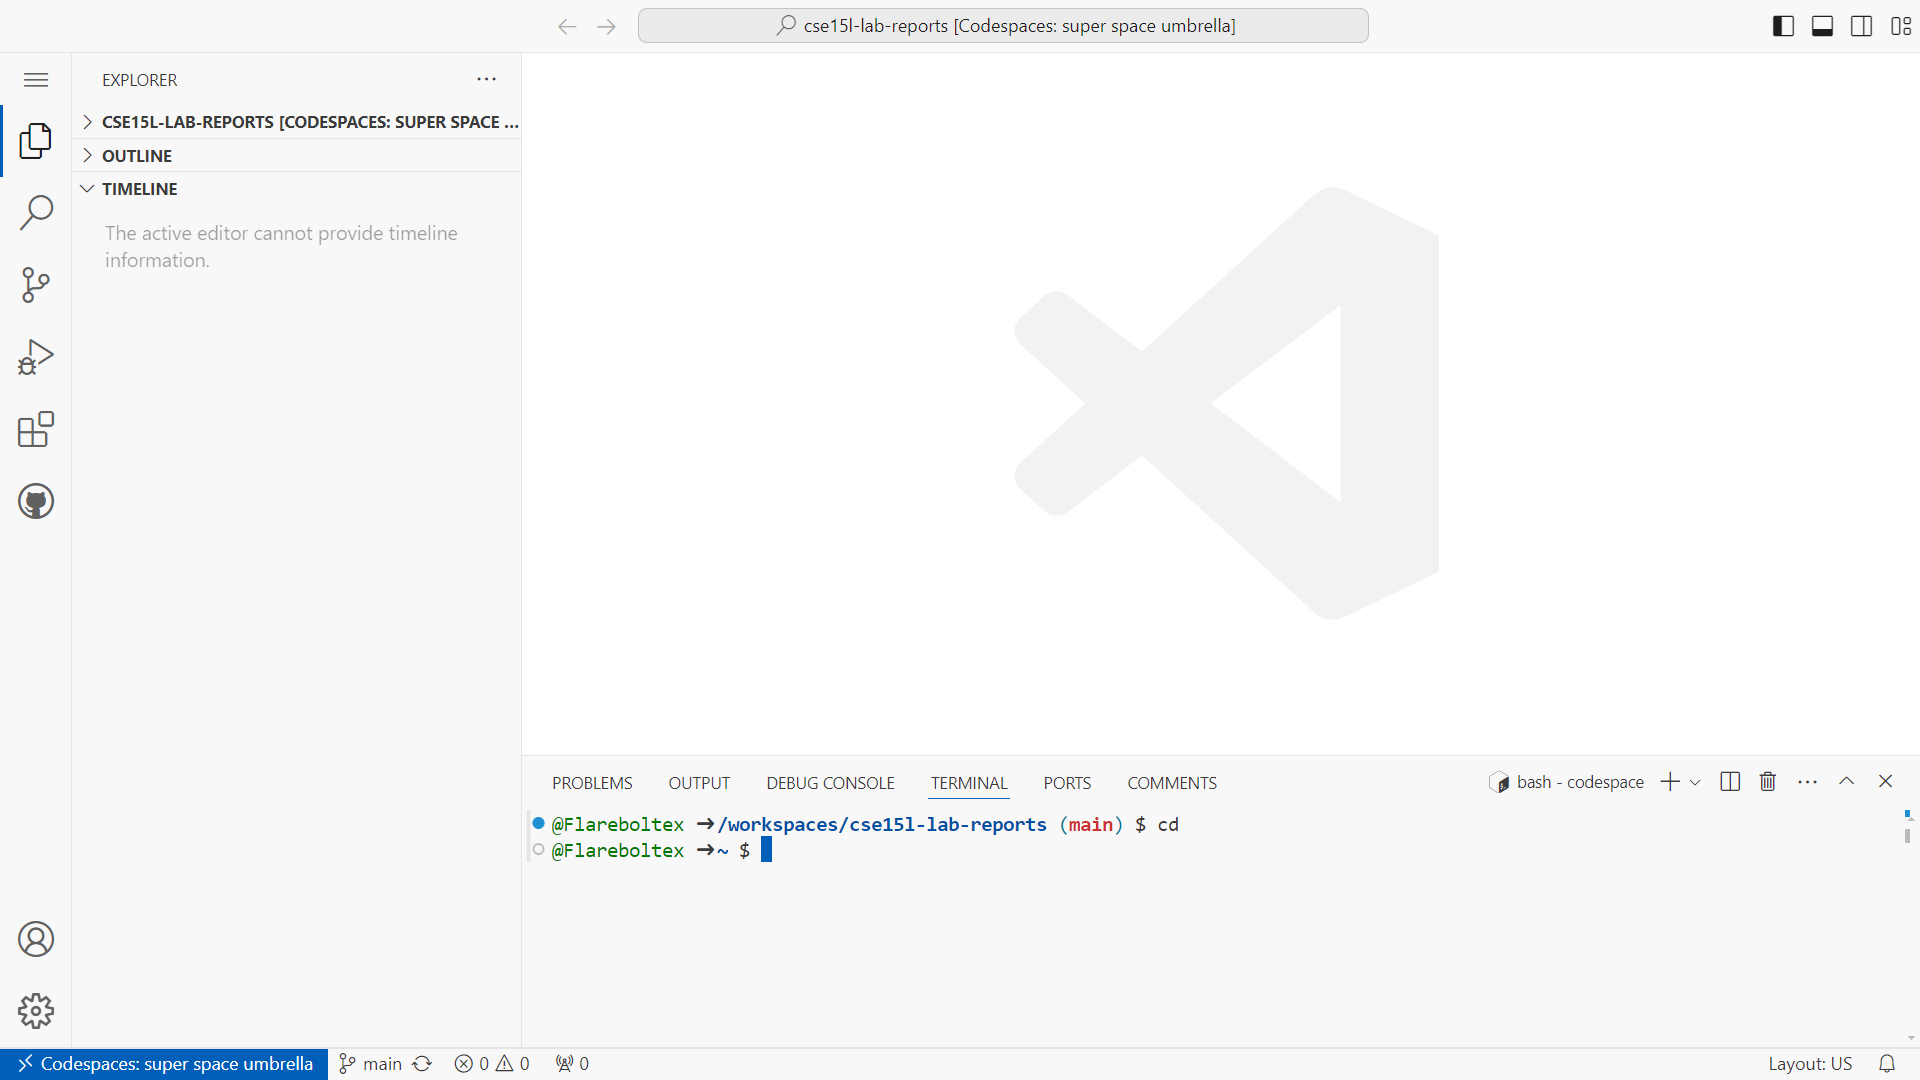 cse15l-lab-reports [Codespaces: super space umbrella]
EXPLORER
CSE15L-LAB-REPORTS [CODESPACES: SUPER SPACE ...
OUTLINE
TIMELINE
The active editor cannot provide timeline
information.
PROBLEMS OUTPUT DEBUG CONSOLE TERMINAL PORTS COMMENTS bash - codespace
@Flareboltex ➜/workspaces/cse15l-lab-reports (main) $ cd
@Flareboltex ➜~ $
Codespaces: super space umbrella main 0 0 0 Layout: US